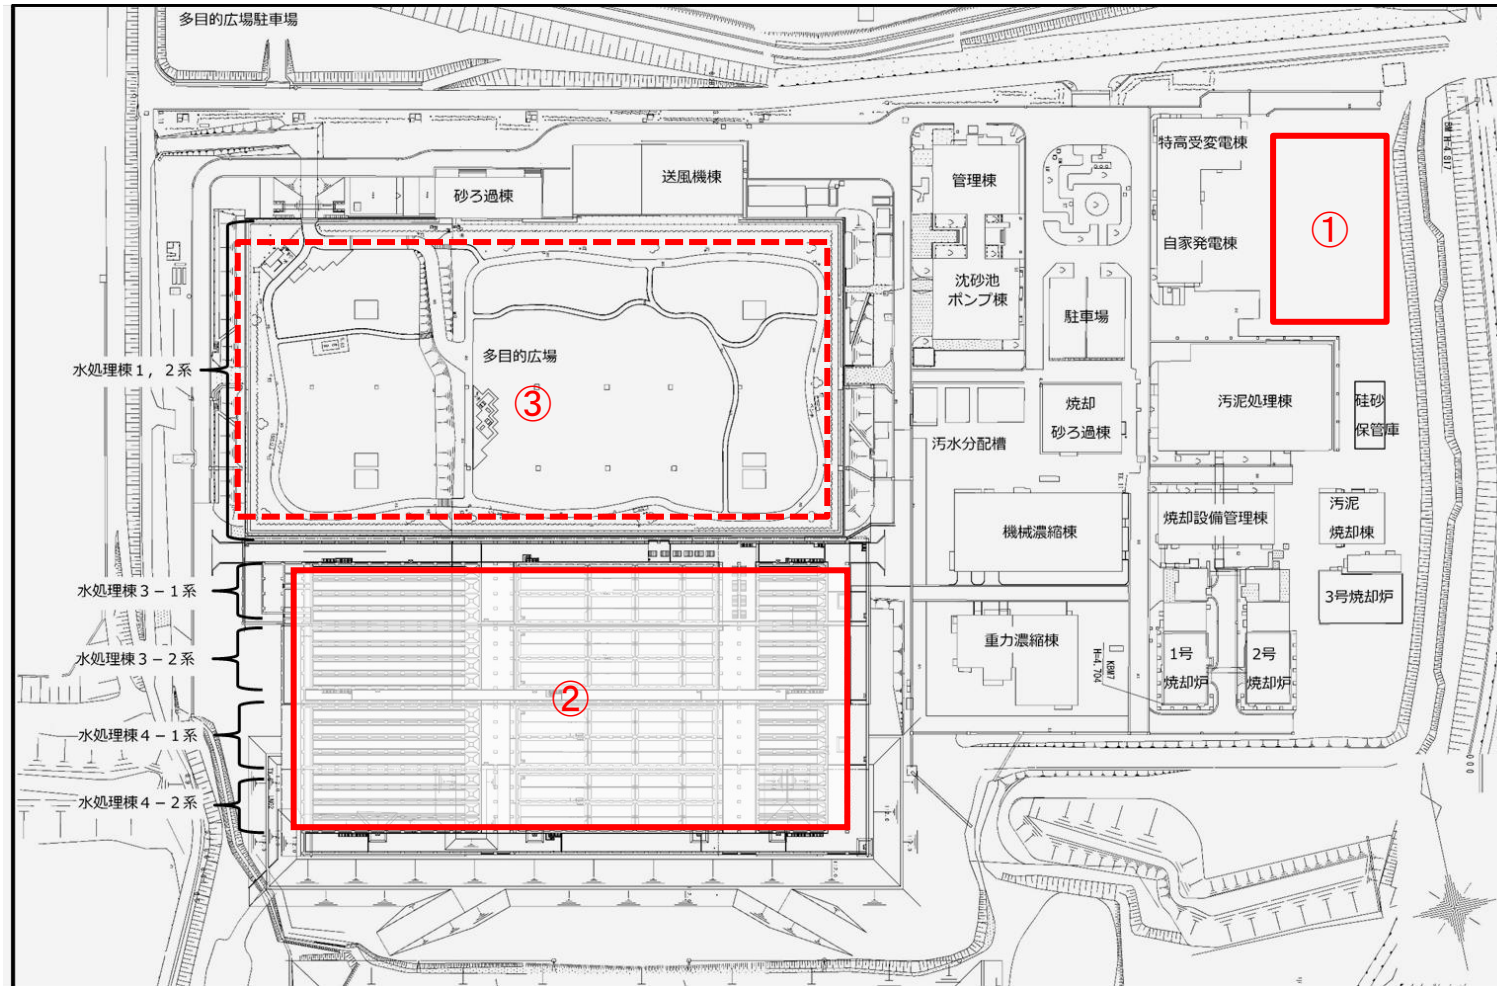 多目的広場駐車場
特高受変電棟
BM H=4.817
送風機棟
管理棟
砂ろ過棟
①
自家発電棟
沈砂池
ポンプ棟
駐車場
多目的広場
水処理棟1，2系
③
焼却
砂ろ過棟
汚泥処理棟
硅砂
保管庫
汚水分配槽
汚泥
焼却棟
焼却設備管理棟
機械濃縮棟
水処理棟3－1系
3号焼却炉
重力濃縮棟
1号
焼却炉
2号
焼却炉
KBM7
H=4.704
水処理棟3－2系
②
水処理棟4－1系
水処理棟4－2系